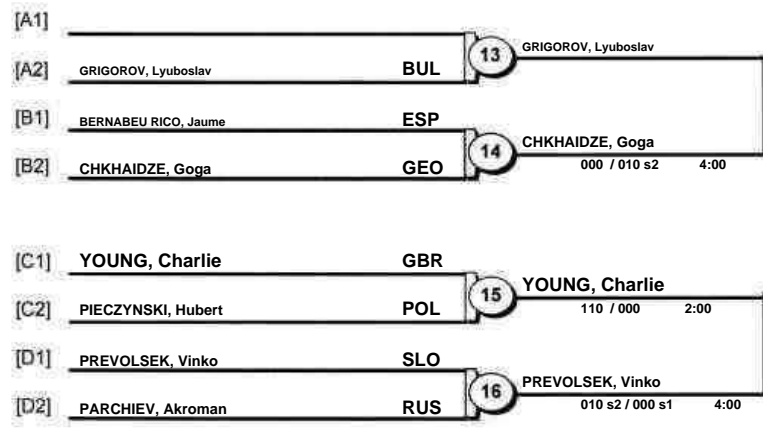 [A1]
[A2] GRIGOROV, Lyuboslav BUL
13 GRIGOROV, Lyuboslav
[B1] BERNABEU RICO, Jaume ESP
[B2] CHKHAIDZE, Goga GEO
14 CHKHAIDZE, Goga
000 / 010 s2 4:00
[C1] YOUNG, Charlie GBR
[C2] PIECZYNSKI, Hubert POL
15 YOUNG, Charlie
110 / 000 2:00
[D1] PREVOLSEK, Vinko SLO
[D2] PARCHIEV, Akroman RUS
16 PREVOLSEK, Vinko
010 s2 / 000 s1 4:00